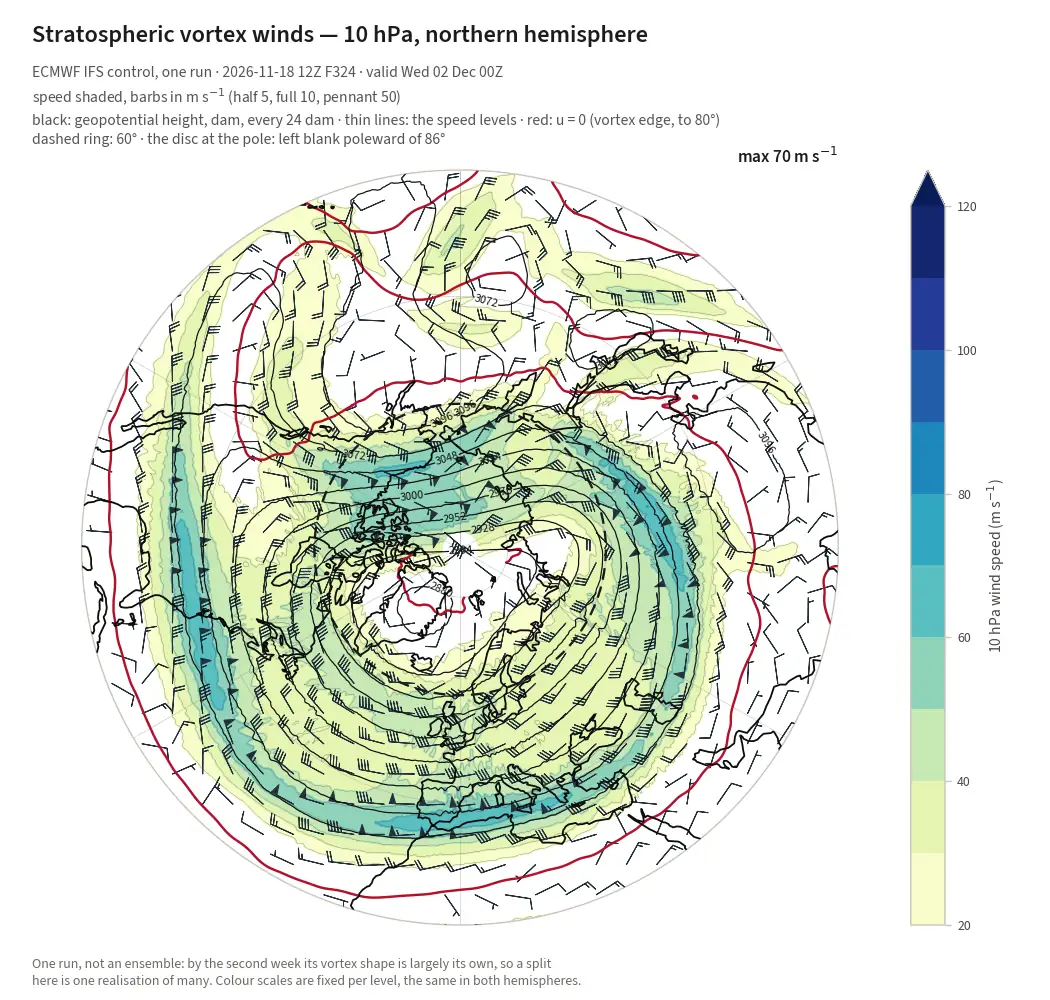 Stratospheric vortex winds — 10 hPa, northern hemisphere
ECMWF IFS control, one run · 2026-11-18 12Z F324 · valid Wed 02 Dec 00Z
speed shaded, barbs in m s⁻¹ (half 5, full 10, pennant 50)
black: geopotential height, dam, every 24 dam · thin lines: the speed levels · red: u = 0 (vortex edge, to 80°)
dashed ring: 60° · the disc at the pole: left blank poleward of 86°
max 70 m s⁻¹
120
100
80
60
40
20
10 hPa wind speed (m s⁻¹)
3072
3096
3096
3096
3072
3048
3000
2952
2928
One run, not an ensemble: by the second week its vortex shape is largely its own, so a split
here is one realisation of many. Colour scales are fixed per level, the same in both hemispheres.